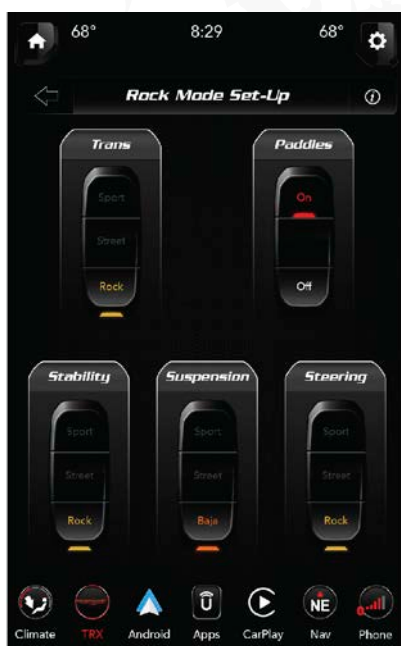 68° 8:29 68°
Rock Mode Set-Up
Trans Paddles
Sport On
Street
Rock Off
Stability Suspension Steering
Sport Sport Sport
Street Street Street
Rock Baja Rock
NE
Climate TRX Android Apps CarPlay Nav Phone